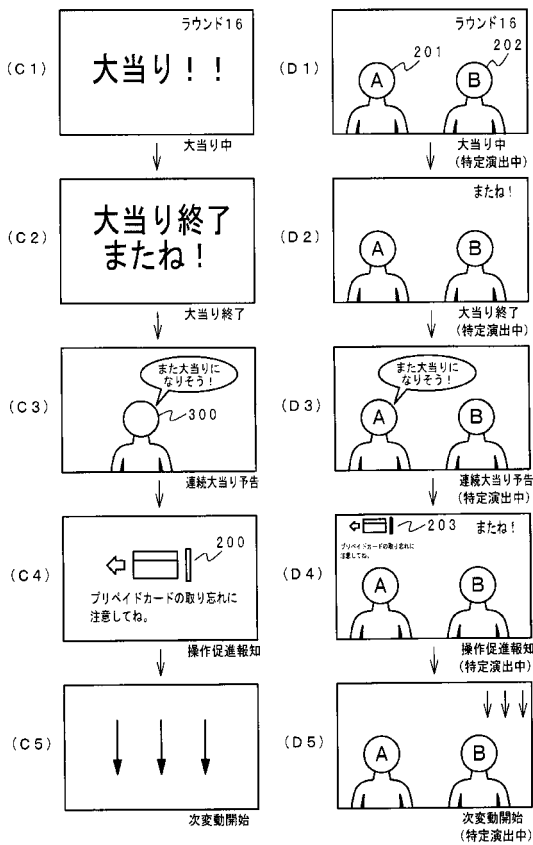 (C1)
ラウンド16
大当り!!
大当り中
(C2)
大当り終了
またね!
大当り終了
(C3)
また大当りに
なりそう!
300
連続大当り予告
(C4)
200
プリペイドカードの取り忘れに
注意してね。
操作促進報知
(C5)
次変動開始
(D1)
ラウンド16
201
202
A
B
大当り中
(特定演出中)
(D2)
またね!
A
B
大当り終了
(特定演出中)
(D3)
また大当りに
なりそう!
A
B
連続大当り予告
(特定演出中)
(D4)
203
またね!
プリペイドカードの取り忘れに
注意してね。
A
B
操作促進報知
(特定演出中)
(D5)
A
B
次変動開始
(特定演出中)